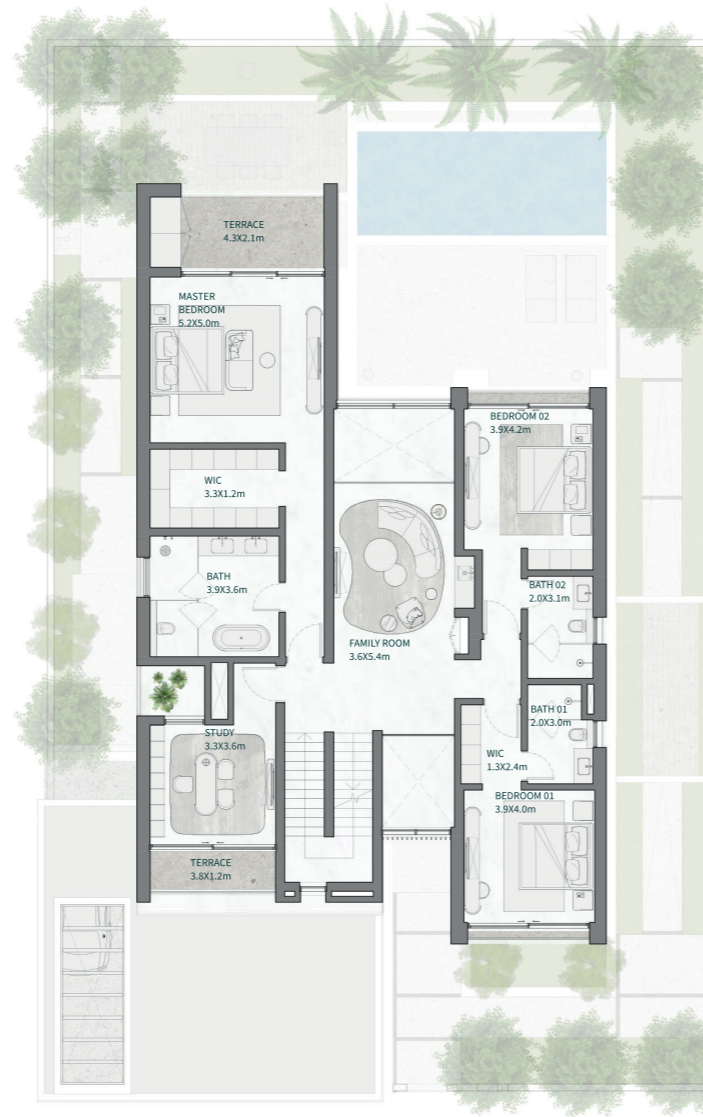 TERRACE
4.3X2.1m
MASTER
BEDROOM
5.2X5.0m
BEDROOM 02
3.9X4.2m
WIC
3.3X1.2m
BATH
3.9X3.6m
BATH 02
2.0X3.1m
FAMILY ROOM
3.6X5.4m
BATH 01
2.0X3.0m
STUDY
3.3X3.6m
WIC
1.3X2.4m
BEDROOM 01
3.9X4.0m
TERRACE
3.8X1.2m